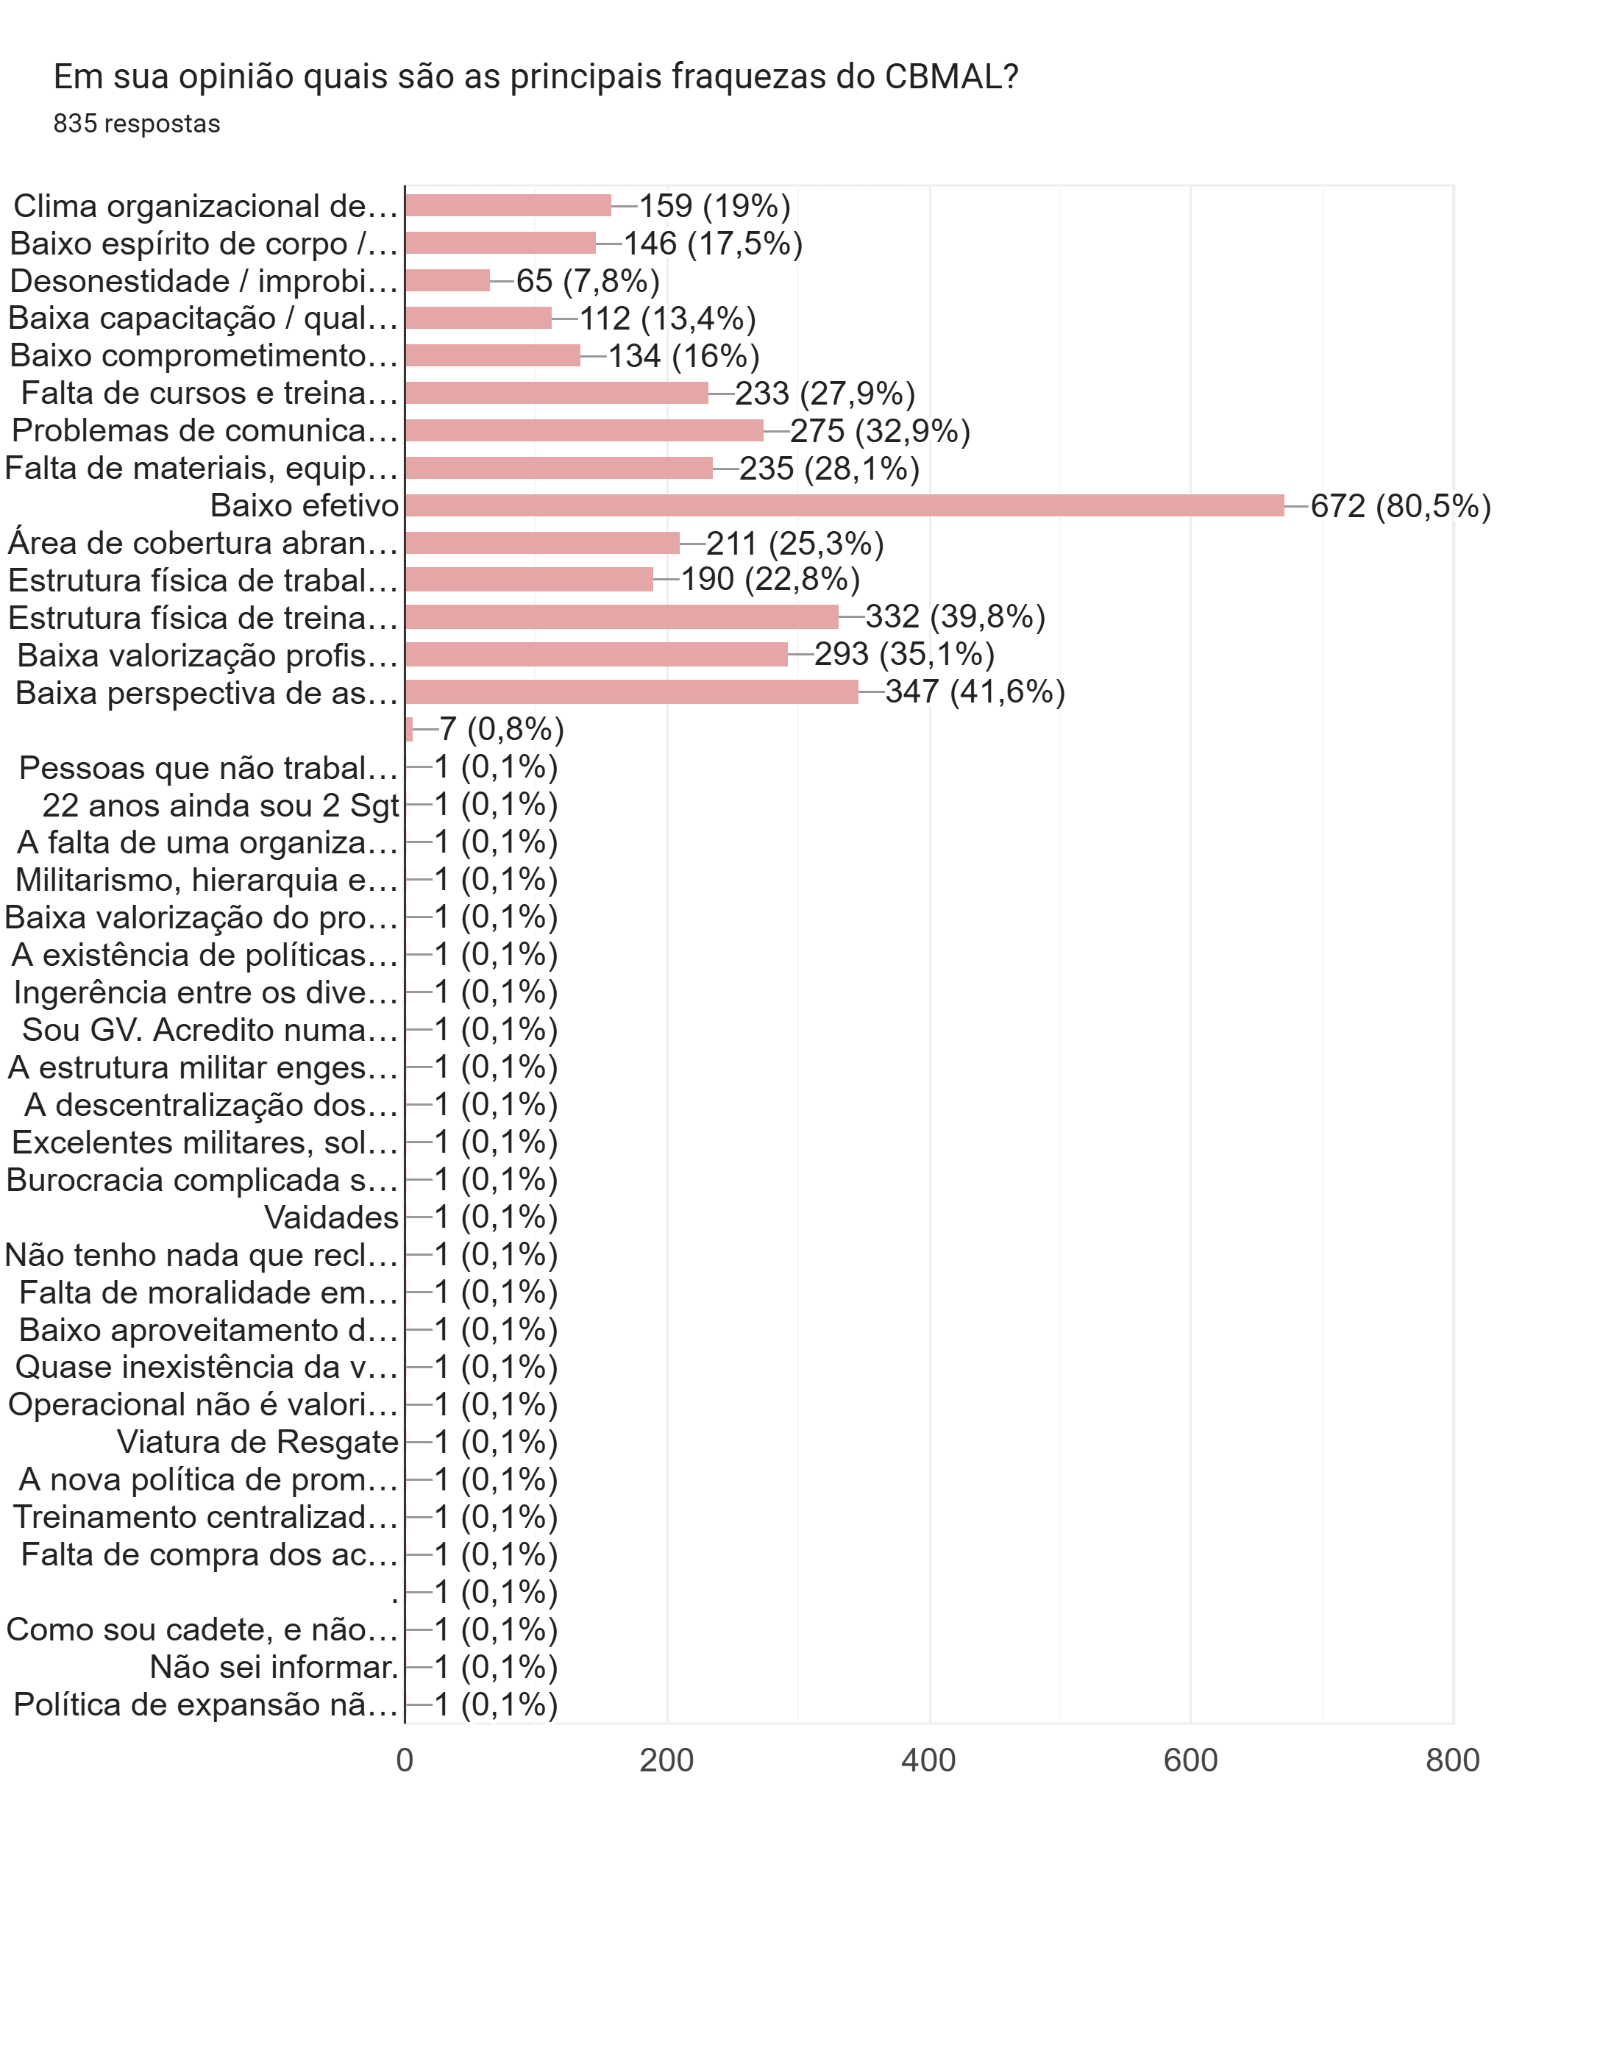 Em sua opinião quais são as principais fraquezas do CBMAL?
835 respostas
Clima organizacional de… 159 (19%)
Baixo espírito de corpo /… 146 (17,5%)
Desonestidade / improbi… 65 (7,8%)
Baixa capacitação / qual… 112 (13,4%)
Baixo comprometimento… 134 (16%)
Falta de cursos e treina… 233 (27,9%)
Problemas de comunica… 275 (32,9%)
Falta de materiais, equip… 235 (28,1%)
Baixo efetivo 672 (80,5%)
Área de cobertura abran… 211 (25,3%)
Estrutura física de trabal… 190 (22,8%)
Estrutura física de treina… 332 (39,8%)
Baixa valorização profis… 293 (35,1%)
Baixa perspectiva de as… 347 (41,6%)
7 (0,8%)
Pessoas que não trabal… 1 (0,1%)
22 anos ainda sou 2 Sgt 1 (0,1%)
A falta de uma organiza… 1 (0,1%)
Militarismo, hierarquia e… 1 (0,1%)
Baixa valorização do pro… 1 (0,1%)
A existência de políticas… 1 (0,1%)
Ingerência entre os dive… 1 (0,1%)
Sou GV. Acredito numa… 1 (0,1%)
A estrutura militar enges… 1 (0,1%)
A descentralização dos… 1 (0,1%)
Excelentes militares, sol… 1 (0,1%)
Burocracia complicada s… 1 (0,1%)
Vaidades 1 (0,1%)
Não tenho nada que recl… 1 (0,1%)
Falta de moralidade em… 1 (0,1%)
Baixo aproveitamento d… 1 (0,1%)
Quase inexistência da v… 1 (0,1%)
Operacional não é valori… 1 (0,1%)
Viatura de Resgate 1 (0,1%)
A nova política de prom… 1 (0,1%)
Treinamento centralizad… 1 (0,1%)
Falta de compra dos ac… 1 (0,1%)
. 1 (0,1%)
Como sou cadete, e não… 1 (0,1%)
Não sei informar. 1 (0,1%)
Política de expansão nã… 1 (0,1%)
0 200 400 600 800